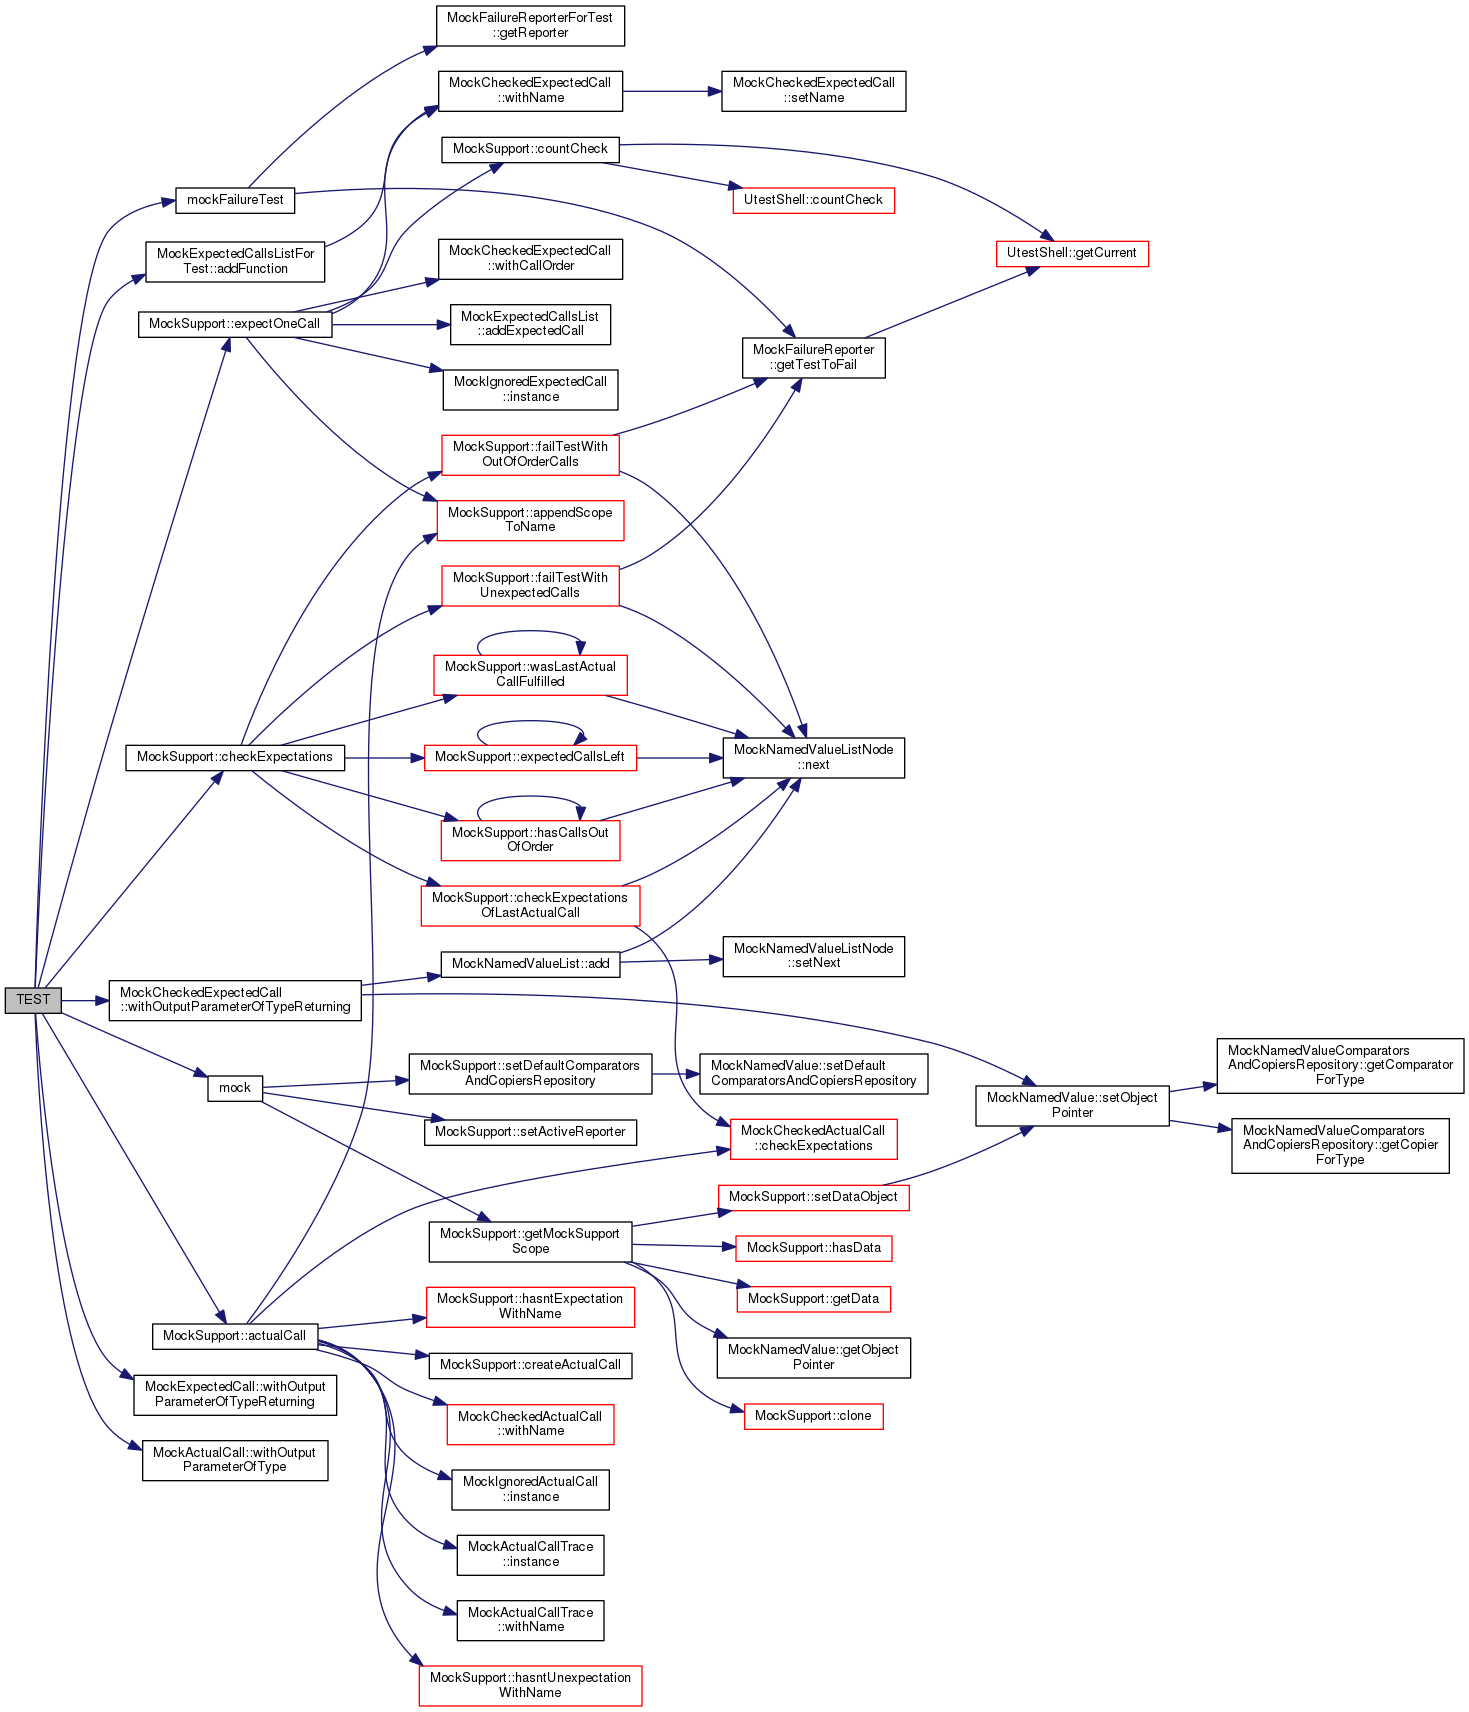 MockFailureReporterForTest
::getReporter
MockCheckedExpectedCall
::withName
MockCheckedExpectedCall
::setName
MockSupport::countCheck
mockFailureTest
UtestShell::countCheck
MockExpectedCallsListFor
Test::addFunction
MockCheckedExpectedCall
::withCallOrder
UtestShell::getCurrent
MockSupport::expectOneCall
MockExpectedCallsList
::addExpectedCall
MockFailureReporter
::getTestToFail
MockIgnoredExpectedCall
::instance
MockSupport::failTestWith
OutOfOrderCalls
MockSupport::appendScope
ToName
MockSupport::failTestWith
UnexpectedCalls
MockSupport::wasLastActual
CallFulfilled
MockSupport::checkExpectations
MockSupport::expectedCallsLeft
MockNamedValueListNode
::next
MockSupport::hasCallsOut
OfOrder
MockSupport::checkExpectations
OfLastActualCall
MockNamedValueList::add
MockNamedValueListNode
::setNext
TEST
MockCheckedExpectedCall
::withOutputParameterOfTypeReturning
mock
MockSupport::setDefaultComparators
AndCopiersRepository
MockNamedValue::setDefault
ComparatorsAndCopiersRepository
MockNamedValueComparators
AndCopiersRepository::getComparator
ForType
MockNamedValue::setObject
Pointer
MockSupport::setActiveReporter
MockCheckedActualCall
::checkExpectations
MockNamedValueComparators
AndCopiersRepository::getCopier
ForType
MockSupport::setDataObject
MockSupport::getMockSupport
Scope
MockSupport::hasData
MockSupport::getData
MockSupport::hasntExpectation
WithName
MockSupport::actualCall
MockSupport::createActualCall
MockNamedValue::getObject
Pointer
MockExpectedCall::withOutput
ParameterOfTypeReturning
MockCheckedActualCall
::withName
MockSupport::clone
MockActualCall::withOutput
ParameterOfType
MockIgnoredActualCall
::instance
MockActualCallTrace
::instance
MockActualCallTrace
::withName
MockSupport::hasntUnexpectation
WithName